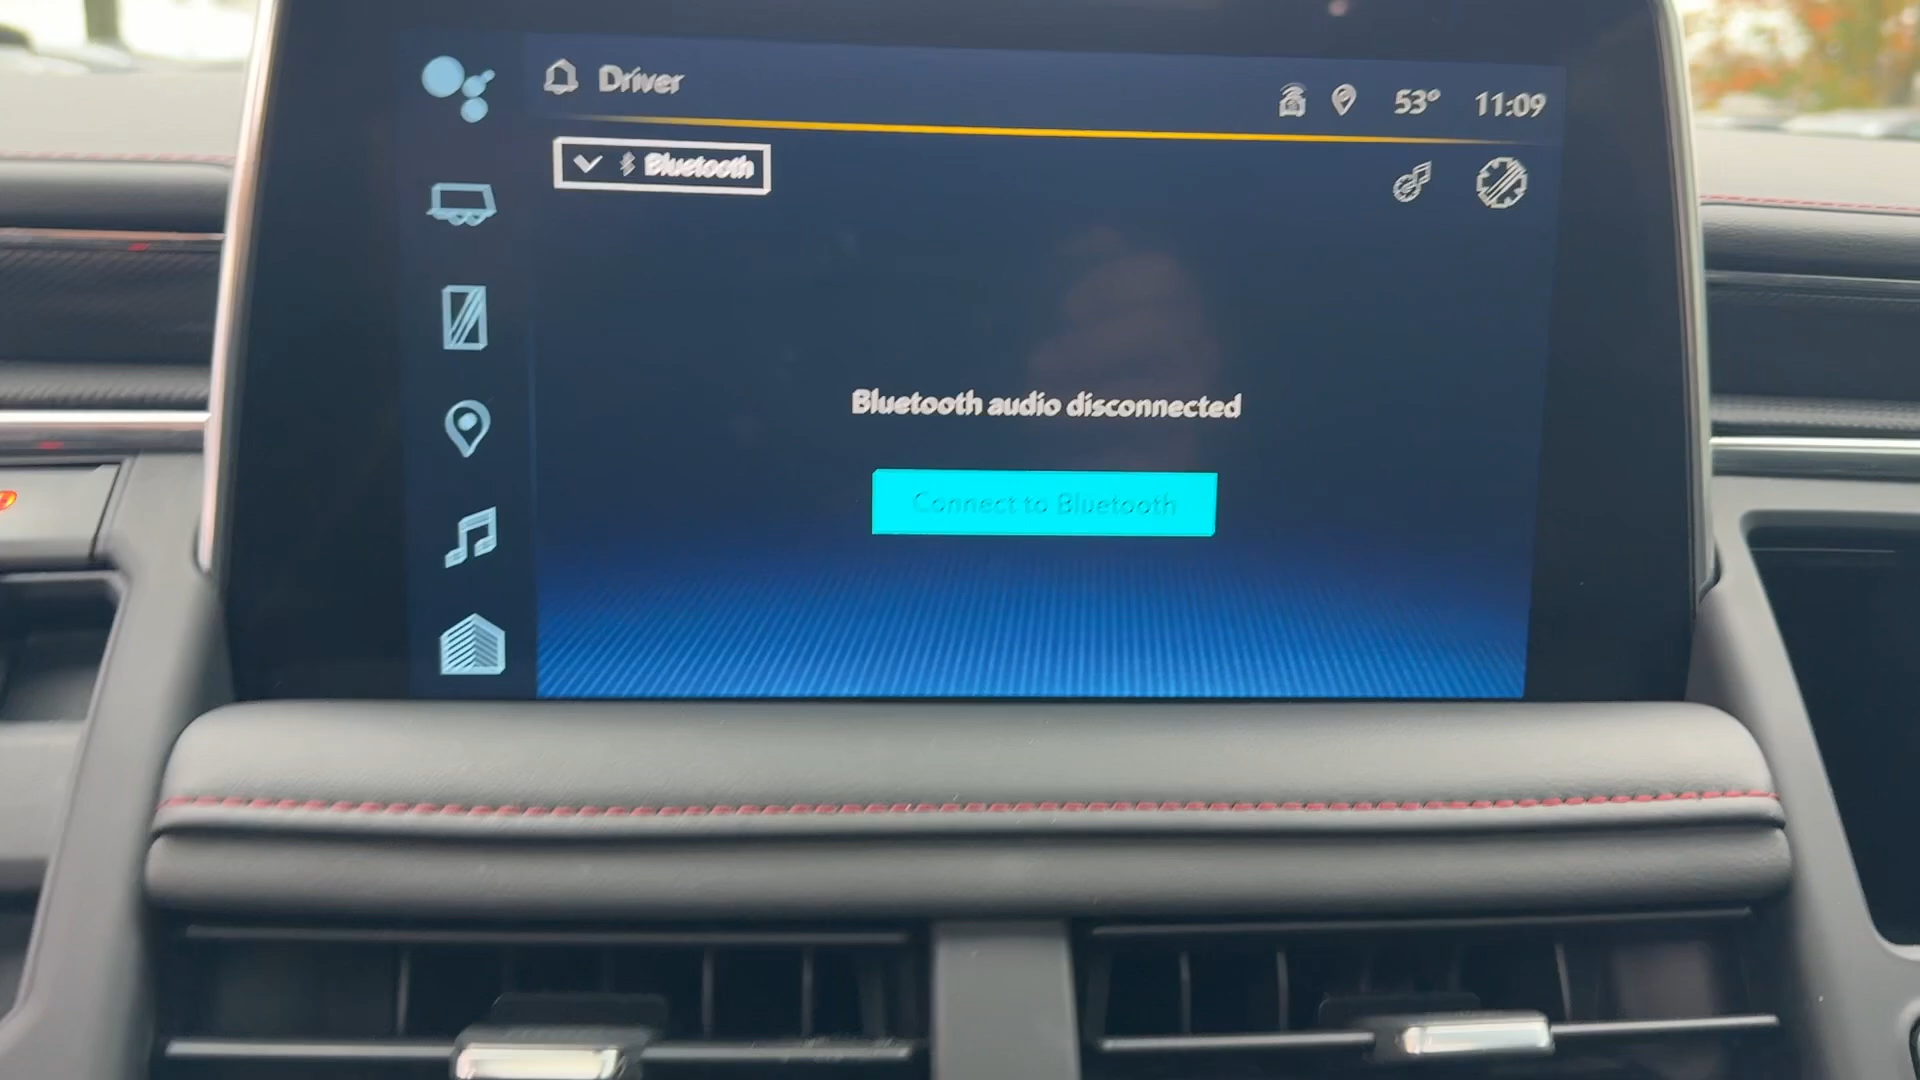 Driver
53°
11:09
Bluetooth
Bluetooth audio disconnected
Connect to Bluetooth